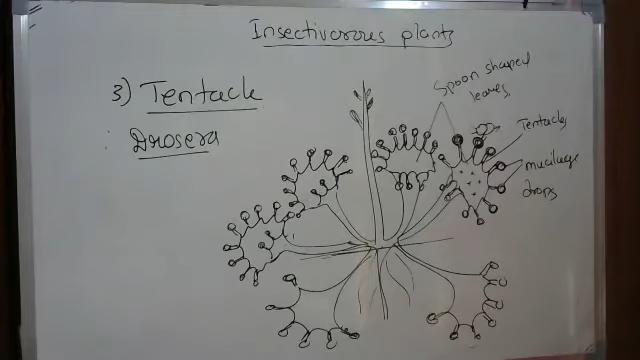 Insectivorous plants
3) Tentacle
Drosera
Spoon shaped
leaves
Tentacles
mucilage
drops